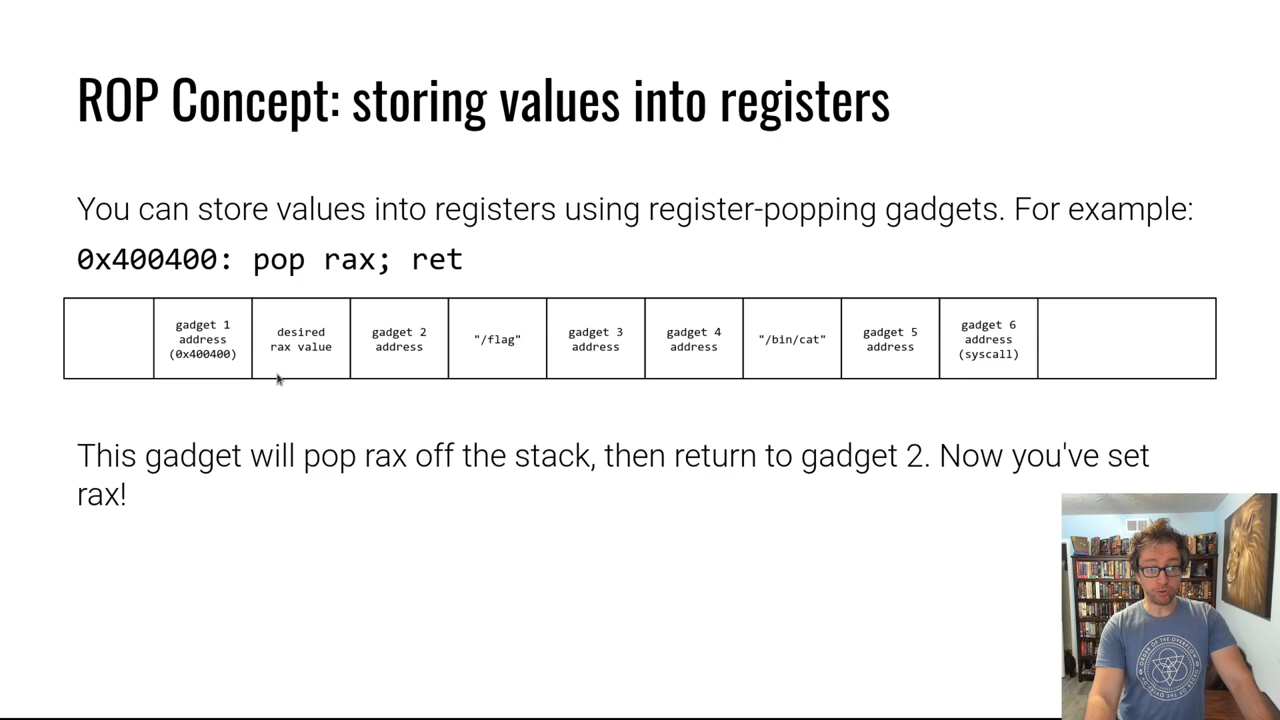 ROP Concept: storing values into registers
You can store values into registers using register-popping gadgets. For example:
0x400400: pop rax; ret
gadget 1
address
(0x400400)
desired
rax value
gadget 2
address
"/flag"
gadget 3
address
gadget 4
address
"/bin/cat"
gadget 5
address
gadget 6
address
(syscall)
This gadget will pop rax off the stack, then return to gadget 2. Now you've set
rax!